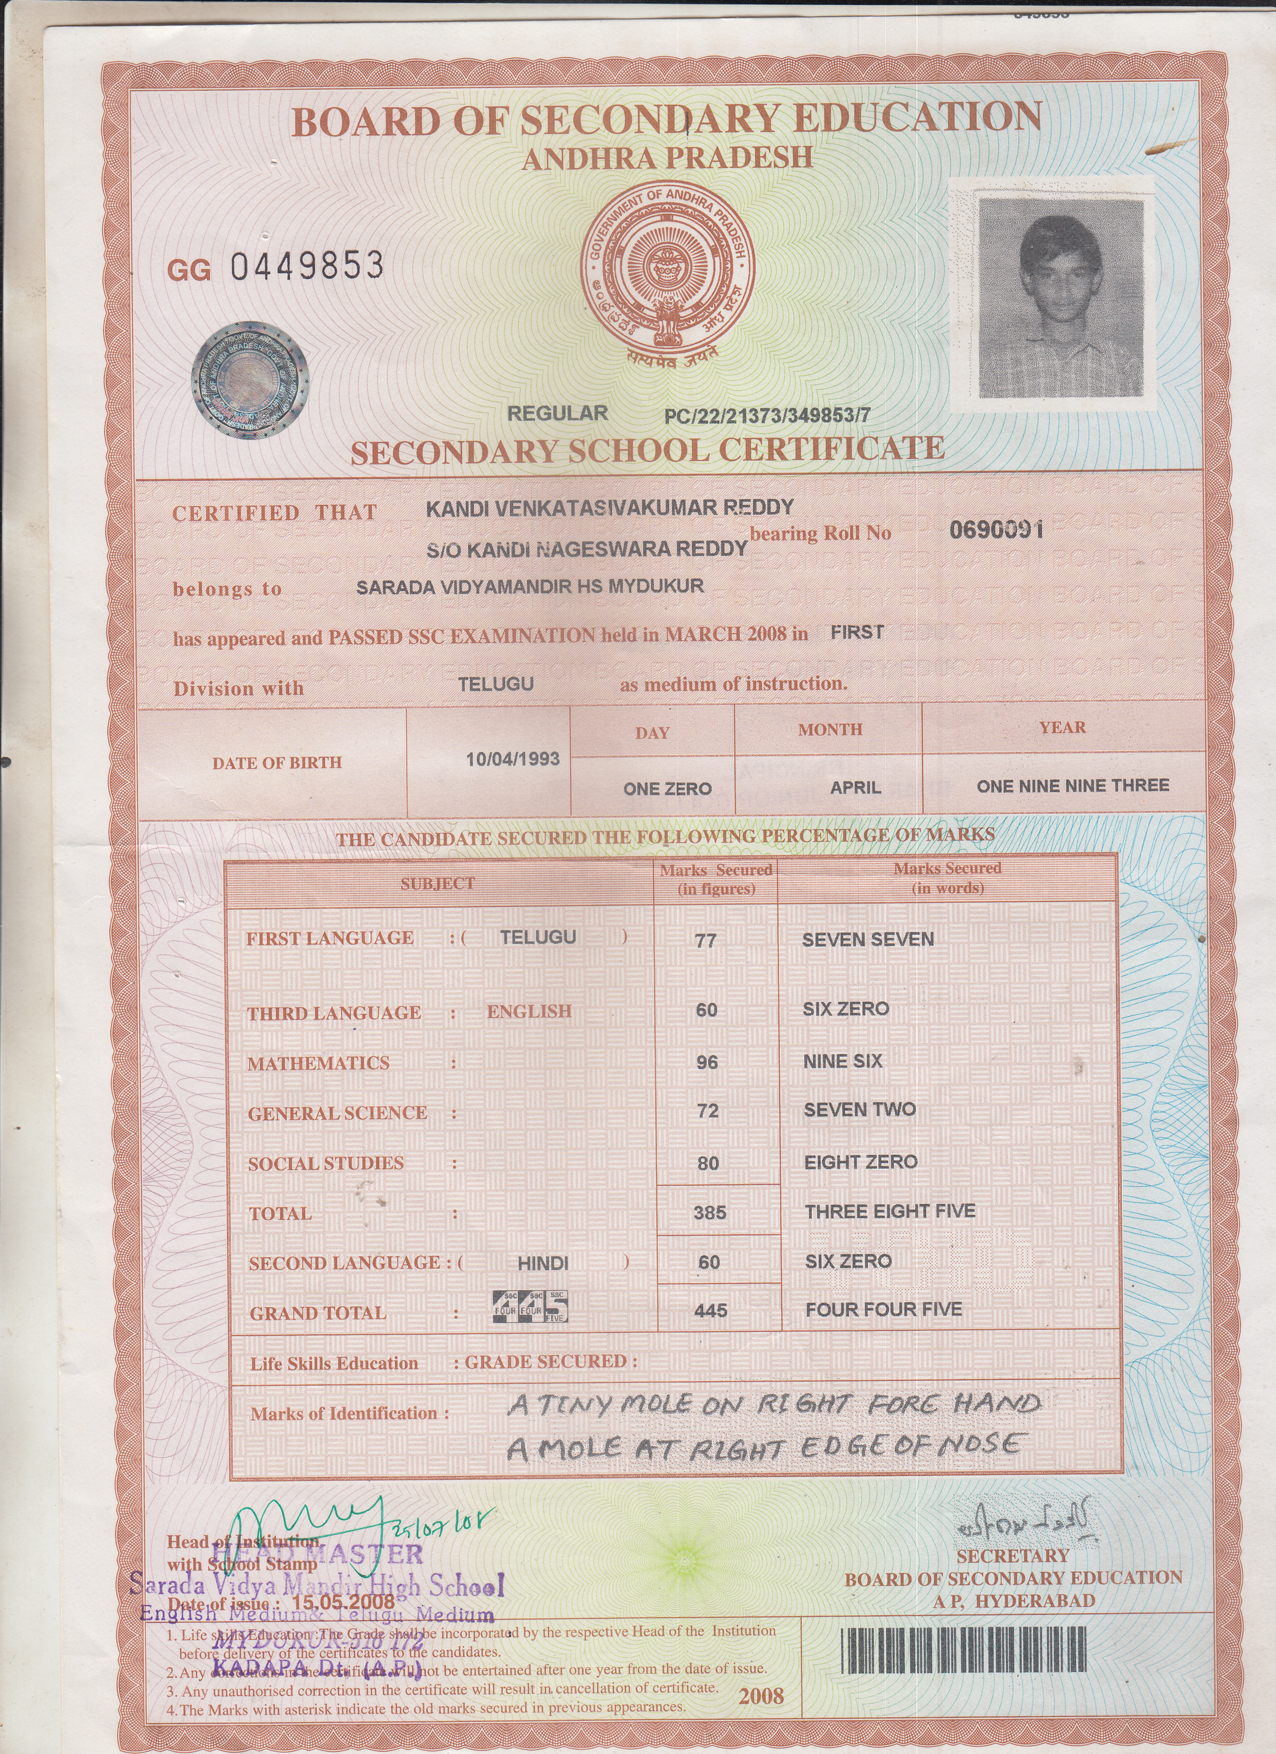 BOARD OF SECONDARY EDUCATION
ANDHRA PRADESH
GOVERNMENT OF ANDHRA PRADESH
ఆంధ్రప్రదేశ్ आंध्र प्रदेश
सत्यमेव जयते
GG 0449853
REGULAR PC/22/21373/349853/7
SECONDARY SCHOOL CERTIFICATE
CERTIFIED THAT KANDI VENKATASIVAKUMAR REDDY
S/O KANDI NAGESWARA REDDY bearing Roll No 0690091
belongs to SARADA VIDYAMANDIR HS MYDUKUR
has appeared and PASSED SSC EXAMINATION held in MARCH 2008 in FIRST
Division with TELUGU as medium of instruction.
DATE OF BIRTH 10/04/1993 DAY MONTH YEAR
ONE ZERO APRIL ONE NINE NINE THREE
THE CANDIDATE SECURED THE FOLLOWING PERCENTAGE OF MARKS
SUBJECT Marks Secured (in figures) Marks Secured (in words)
FIRST LANGUAGE : ( TELUGU ) 77 SEVEN SEVEN
THIRD LANGUAGE : ENGLISH 60 SIX ZERO
MATHEMATICS : 96 NINE SIX
GENERAL SCIENCE : 72 SEVEN TWO
SOCIAL STUDIES : 80 EIGHT ZERO
TOTAL : 385 THREE EIGHT FIVE
SECOND LANGUAGE : ( HINDI ) 60 SIX ZERO
GRAND TOTAL : 445 FOUR FOUR FIVE
Life Skills Education : GRADE SECURED :
Marks of Identification : A TINY MOLE ON RIGHT FORE HAND
A MOLE AT RIGHT EDGE OF NOSE
25/07/08
Head of Institution
with School Stamp
HEAD MASTER
Sarada Vidya Mandir High School
Date of issue : 15.05.2008
English Medium & Telugu Medium
MYDUKUR-516 172
KADAPA Dt. (A.P.)
SECRETARY
BOARD OF SECONDARY EDUCATION
A P, HYDERABAD
1. Life skills Education :The Grade shall be incorporated by the respective Head of the Institution
before delivery of the certificates to the candidates.
2. Any corrections in the certificate will not be entertained after one year from the date of issue.
3. Any unauthorised correction in the certificate will result in cancellation of certificate.
4. The Marks with asterisk indicate the old marks secured in previous appearances.
2008